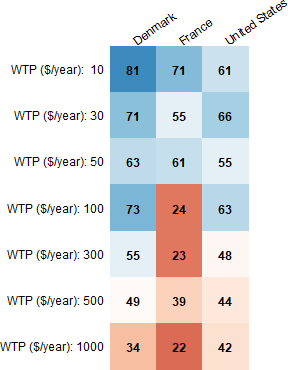 Denmark France United States
WTP ($/year): 10 81 71 61
WTP ($/year): 30 71 55 66
WTP ($/year): 50 63 61 55
WTP ($/year): 100 73 24 63
WTP ($/year): 300 55 23 48
WTP ($/year): 500 49 39 44
WTP ($/year): 1000 34 22 42